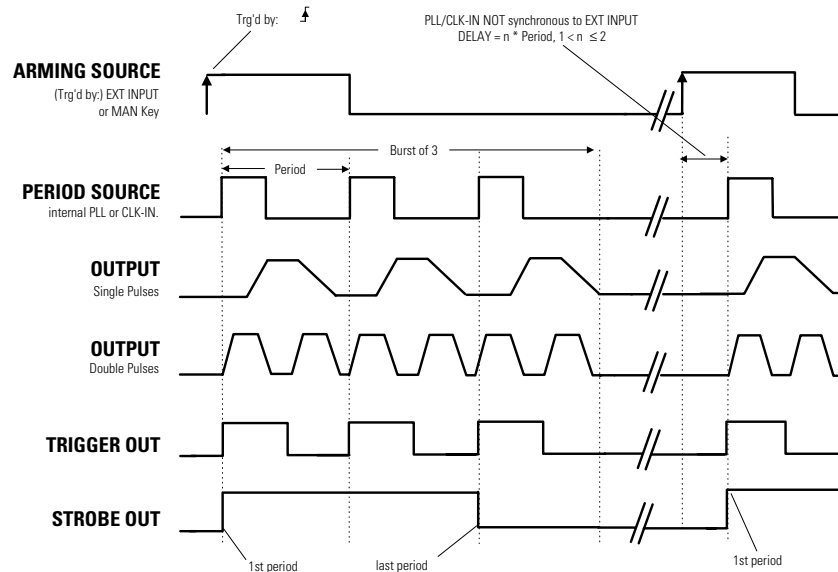 Trg'd by:
PLL/CLK-IN NOT synchronous to EXT INPUT
DELAY = n * Period, 1 < n ≤ 2
ARMING SOURCE
(Trg'd by:) EXT INPUT
or MAN Key
Burst of 3
Period
PERIOD SOURCE
internal PLL or CLK-IN.
OUTPUT
Single Pulses
OUTPUT
Double Pulses
TRIGGER OUT
STROBE OUT
1st period
last period
1st period